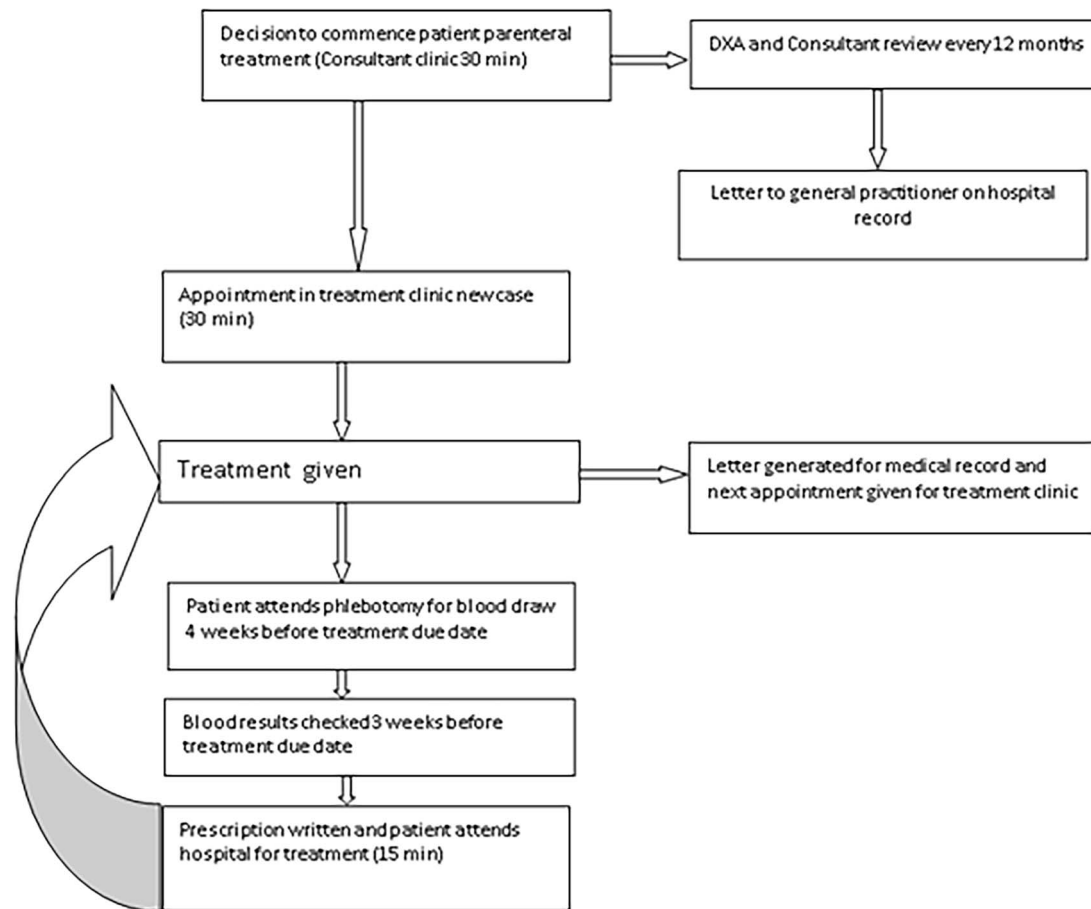 Decision to commence patient parenteral
treatment (Consultant clinic 30 min)
DXA and Consultant review every 12 months
Letter to general practitioner on hospital
record
Appointment in treatment clinic new case
(30 min)
Treatment given
Letter generated for medical record and
next appointment given for treatment clinic
Patient attends phlebotomy for blood draw
4 weeks before treatment due date
Blood results checked 3 weeks before
treatment due date
Prescription written and patient attends
hospital for treatment (15 min)